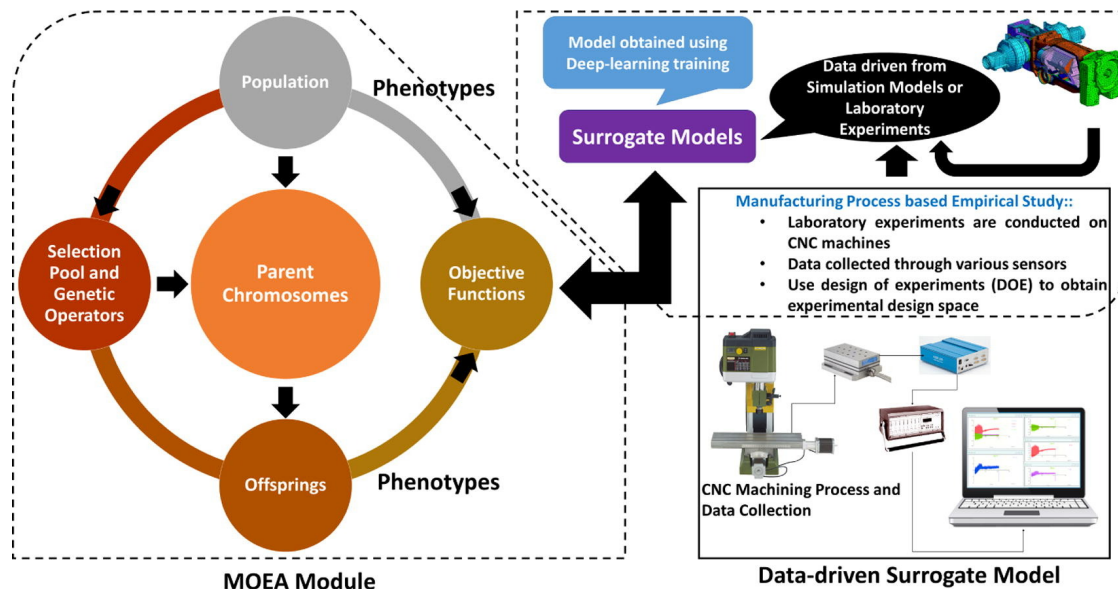 Population
Phenotypes
Selection
Pool and
Genetic
Operators
Parent
Chromosomes
Objective
Functions
Offsprings
Phenotypes
MOEA Module
Model obtained using
Deep-learning training
Surrogate Models
Data driven from
Simulation Models or
Laboratory
Experiments
Manufacturing Process based Empirical Study::
• Laboratory experiments are conducted on
CNC machines
• Data collected through various sensors
• Use design of experiments (DOE) to obtain
experimental design space
CNC Machining Process and
Data Collection
Data-driven Surrogate Model